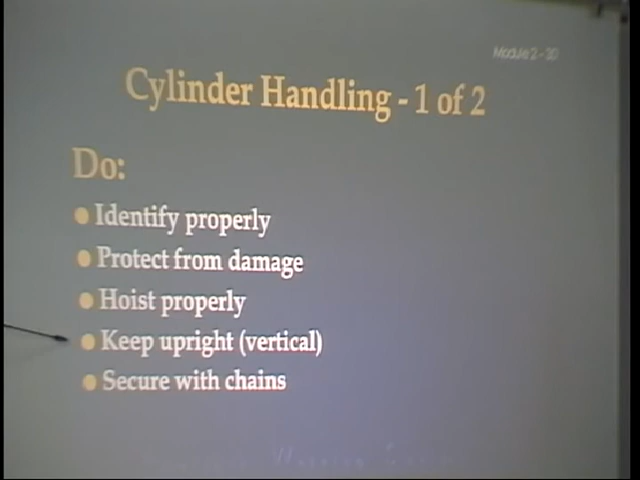 Module 2 - 30
Cylinder Handling - 1 of 2
Do:
Identify properly
Protect from damage
Hoist properly
Keep upright (vertical)
Secure with chains